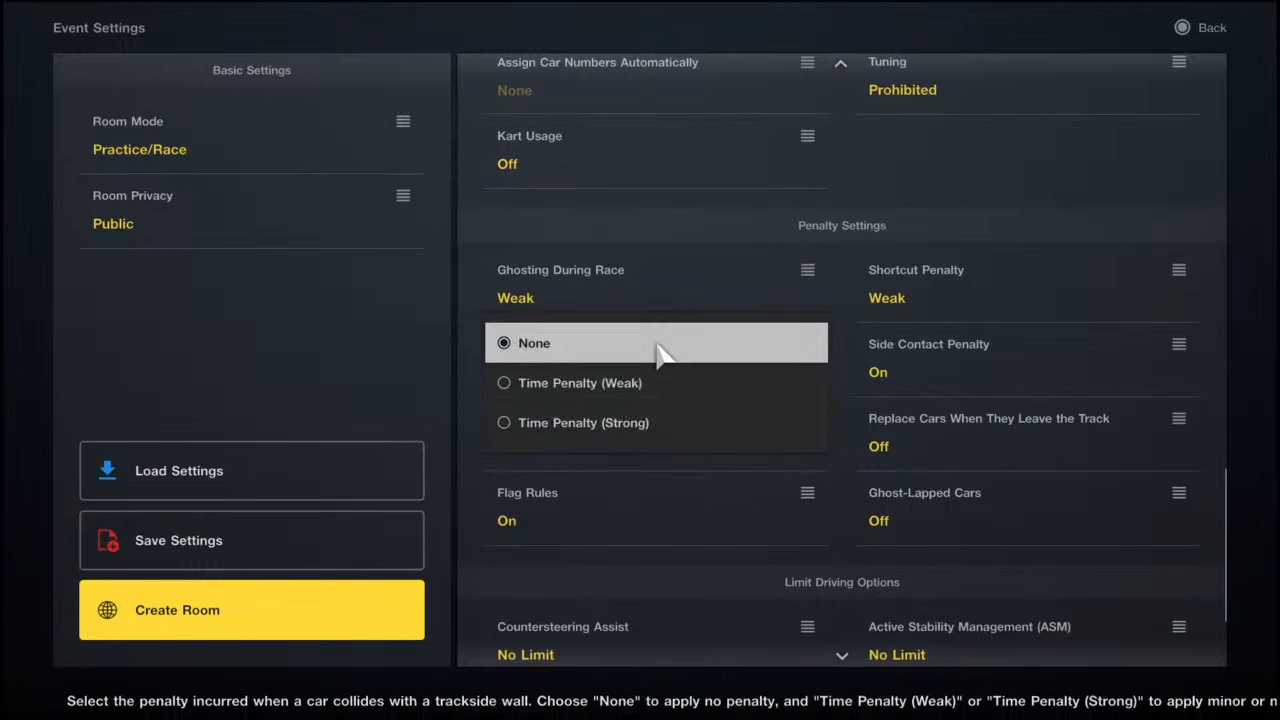 Event Settings
Back
Basic Settings
Room Mode
Practice/Race
Room Privacy
Public
Load Settings
Save Settings
Create Room
Assign Car Numbers Automatically
None
Tuning
Prohibited
Kart Usage
Off
Penalty Settings
Ghosting During Race
Weak
Shortcut Penalty
Weak
None
Time Penalty (Weak)
Time Penalty (Strong)
Side Contact Penalty
On
Replace Cars When They Leave the Track
Off
Flag Rules
On
Ghost-Lapped Cars
Off
Limit Driving Options
Countersteering Assist
No Limit
Active Stability Management (ASM)
No Limit
Select the penalty incurred when a car collides with a trackside wall. Choose "None" to apply no penalty, and "Time Penalty (Weak)" or "Time Penalty (Strong)" to apply minor or